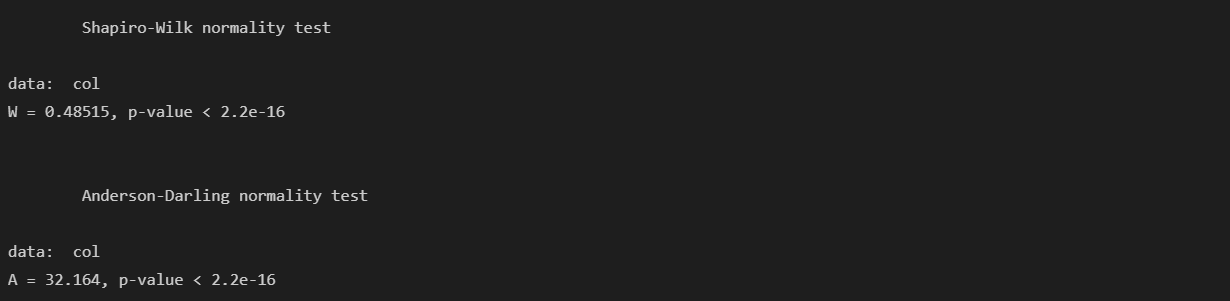 Shapiro-Wilk normality test
data:  col
W = 0.48515, p-value < 2.2e-16
Anderson-Darling normality test
data:  col
A = 32.164, p-value < 2.2e-16